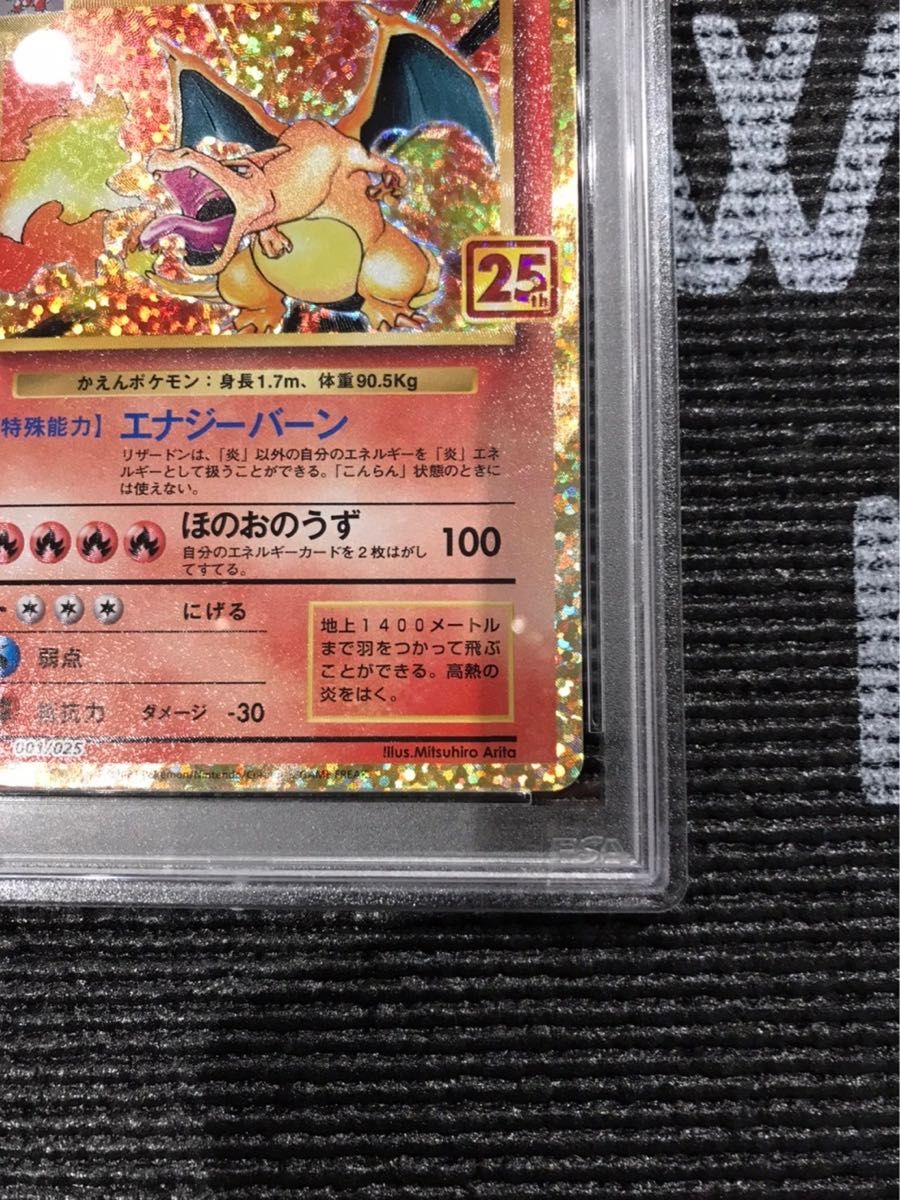 25th
かえんポケモン：身長1.7m、体重90.5Kg
特殊能力】 エナジーバーン
リザードンは、「炎」以外の自分のエネルギーを「炎」エネ
ルギーとして扱うことができる。「こんらん」状態のときに
は使えない。
ほのおのうず 100
自分のエネルギーカードを２枚はがし
てすてる。
にげる
地上１４００メートル
まで羽をつかって飛ぶ
ことができる。高熱の
炎をはく。
弱点
抵抗力 ダメージ -30
001/025
Illus.Mitsuhiro Arita
Pokémon/Nintendo/ GAME FREAK
PSA
W